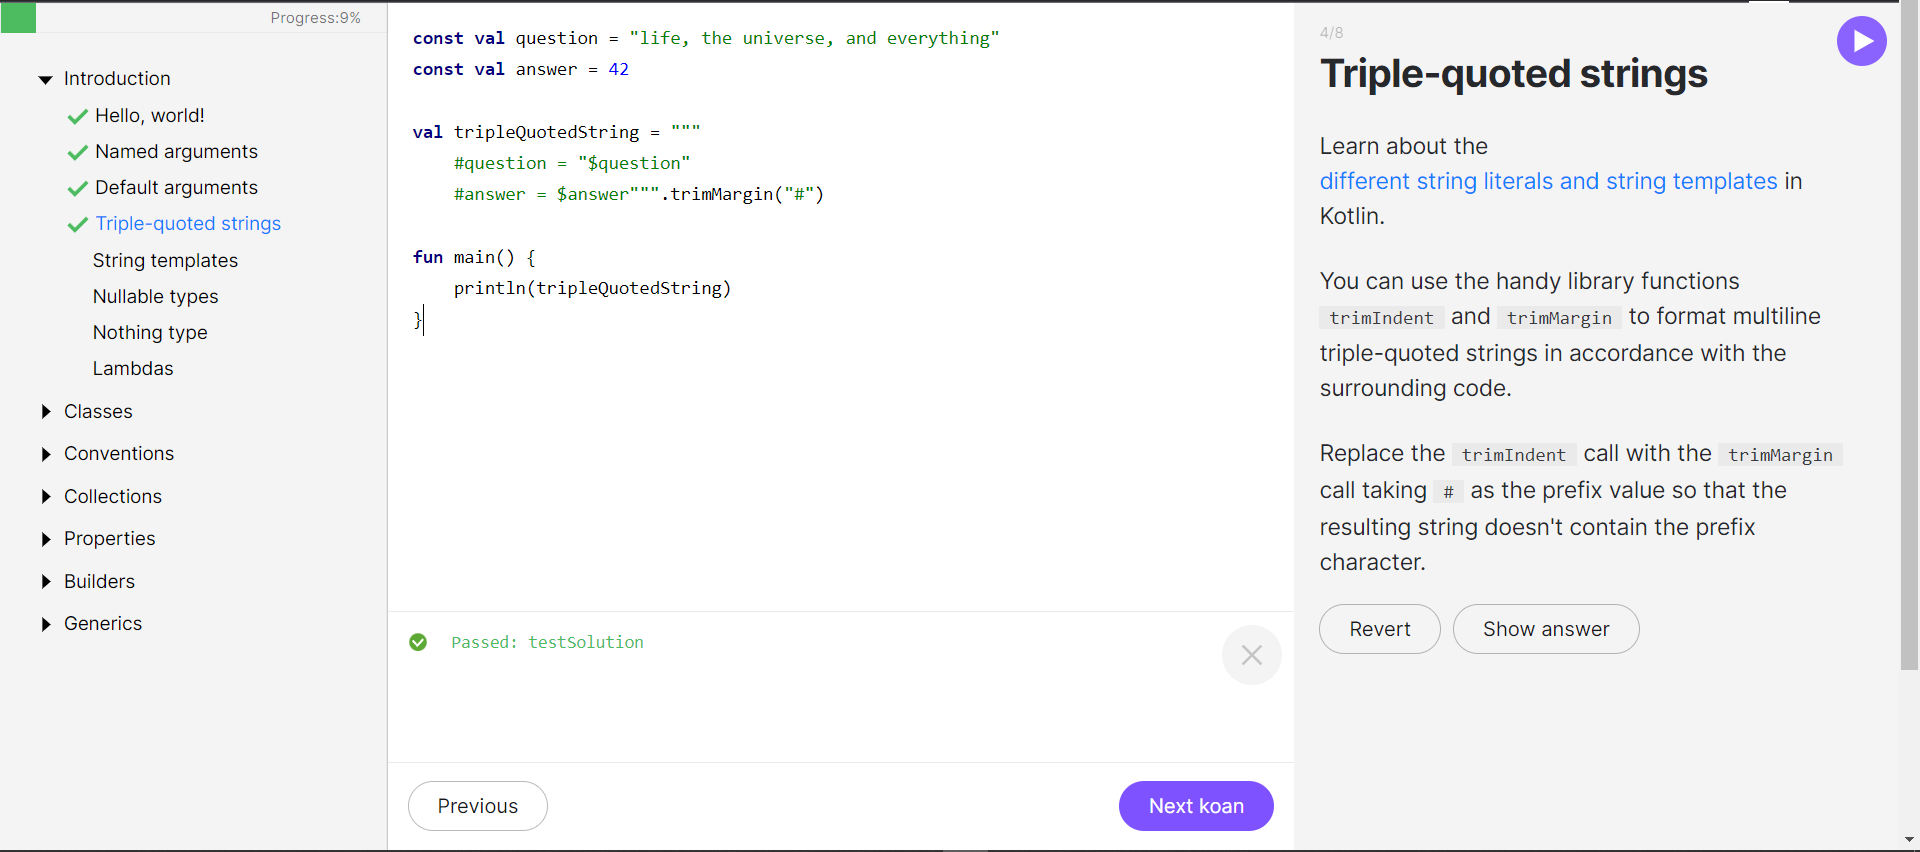 Progress:9%
Introduction
Hello, world!
Named arguments
Default arguments
Triple-quoted strings
String templates
Nullable types
Nothing type
Lambdas
Classes
Conventions
Collections
Properties
Builders
Generics
const val question = "life, the universe, and everything"
const val answer = 42
val tripleQuotedString = """
#question = "$question"
#answer = $answer""".trimMargin("#")
fun main() {
println(tripleQuotedString)
}
Passed: testSolution
Previous
Next koan
4/8
Triple-quoted strings
Learn about the
different string literals and string templates in
Kotlin.
You can use the handy library functions
trimIndent and trimMargin to format multiline
triple-quoted strings in accordance with the
surrounding code.
Replace the trimIndent call with the trimMargin
call taking # as the prefix value so that the
resulting string doesn't contain the prefix
character.
Revert
Show answer